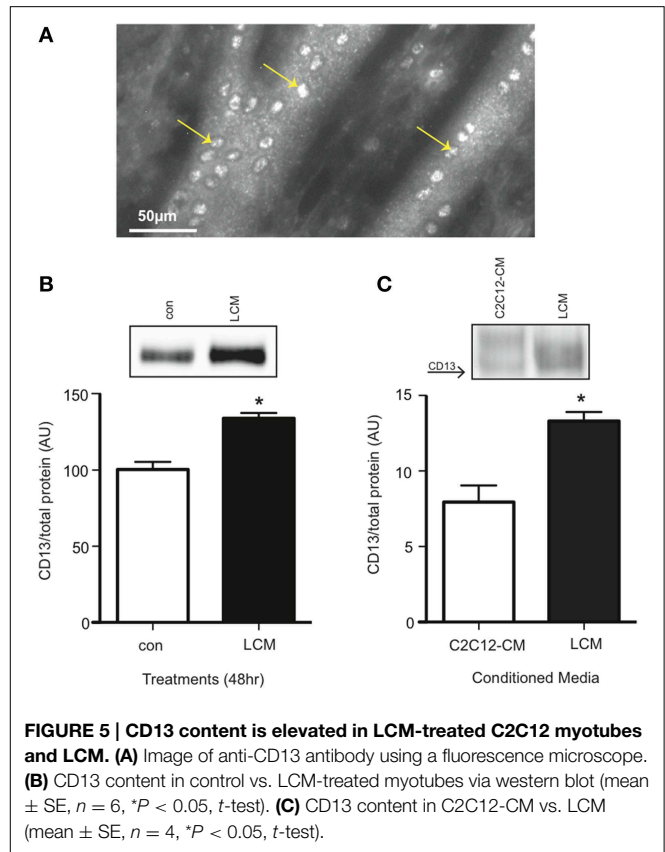 A
50μm
B
con
LCM
CD13/total protein (AU)
150
100
50
0
*
con
LCM
Treatments (48hr)
C
C2C12-CM
LCM
CD13
CD13/total protein (AU)
15
10
5
0
*
C2C12-CM
LCM
Conditioned Media
FIGURE 5 | CD13 content is elevated in LCM-treated C2C12 myotubes
and LCM. (A) Image of anti-CD13 antibody using a fluorescence microscope.
(B) CD13 content in control vs. LCM-treated myotubes via western blot (mean
± SE, n = 6, *P < 0.05, t-test). (C) CD13 content in C2C12-CM vs. LCM
(mean ± SE, n = 4, *P < 0.05, t-test).